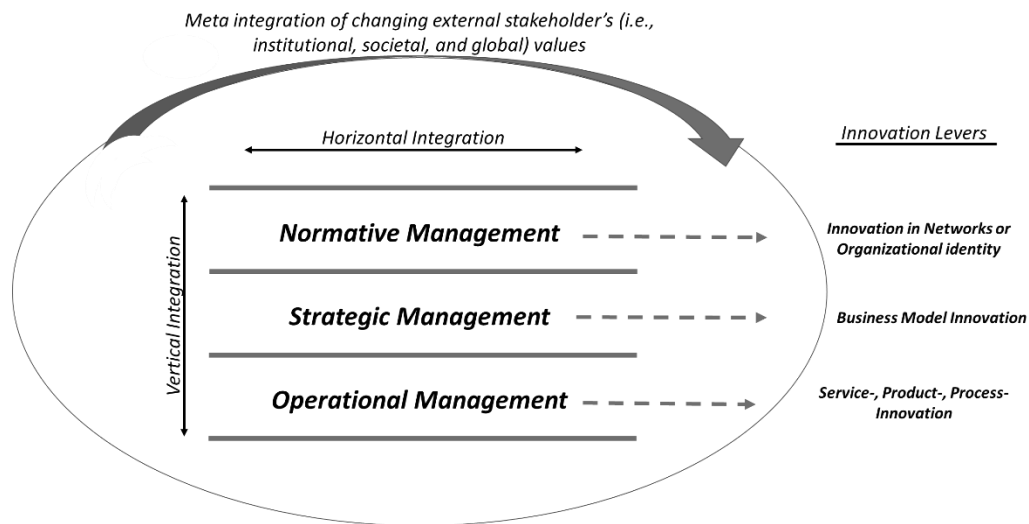 Meta integration of changing external stakeholder's (i.e.,
institutional, societal, and global) values
Horizontal Integration
Innovation Levers
Vertical Integration
Normative Management
Innovation in Networks or
Organizational identity
Strategic Management
Business Model Innovation
Operational Management
Service-, Product-, Process-
Innovation